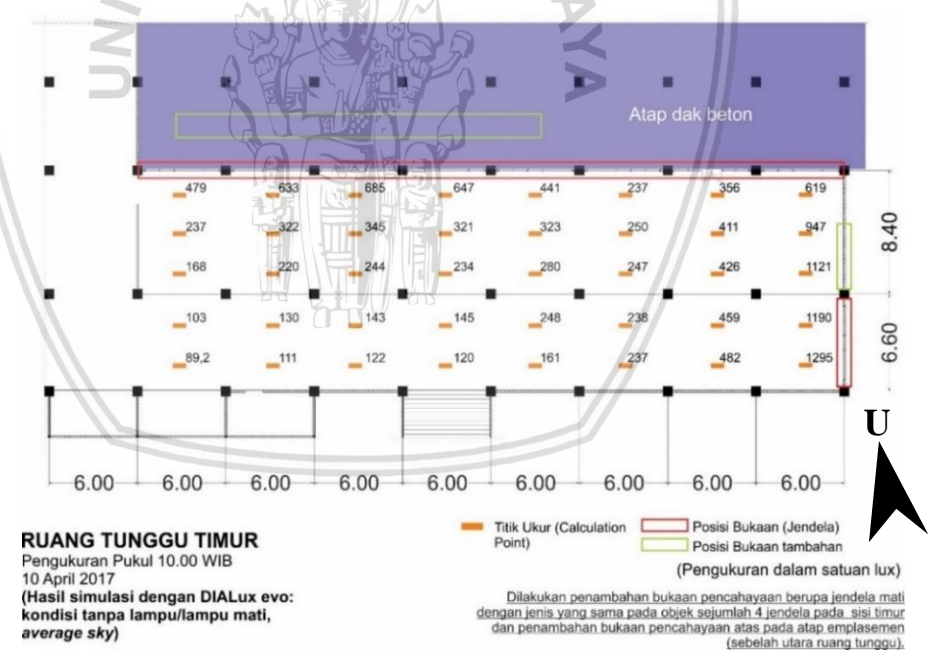 UNI
AYA
Atap dak beton
479 633 685 647 441 237 356 619
237 322 345 321 323 250 411 947
168 220 244 234 280 247 426 1121
103 130 143 145 248 238 459 1190
89,2 111 122 120 161 237 482 1295
8.40
6.60
U
6.00 6.00 6.00 6.00 6.00 6.00 6.00 6.00 6.00
RUANG TUNGGU TIMUR
Pengukuran Pukul 10.00 WIB
10 April 2017
(Hasil simulasi dengan DIALux evo:
kondisi tanpa lampu/lampu mati,
average sky)
Titik Ukur (Calculation
Point)
Posisi Bukaan (Jendela)
Posisi Bukaan tambahan
(Pengukuran dalam satuan lux)
Dilakukan penambahan bukaan pencahayaan berupa jendela mati
dengan jenis yang sama pada objek sejumlah 4 jendela pada sisi timur
dan penambahan bukaan pencahayaan atas pada atap emplasemen
(sebelah utara ruang tunggu).